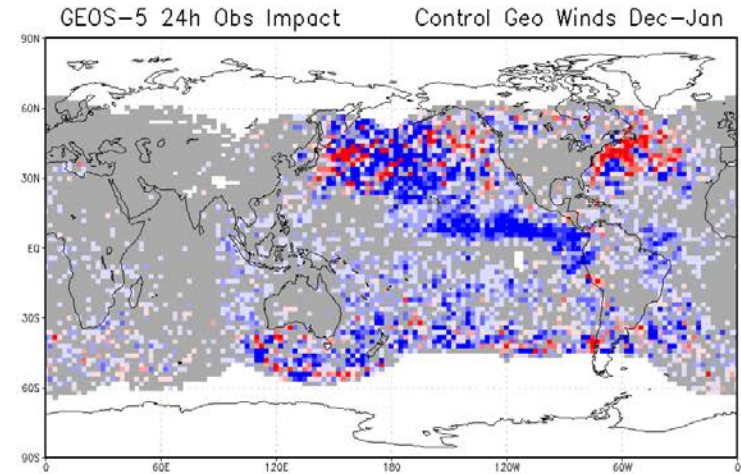 GEOS-5 24h Obs Impact Control Geo Winds Dec-Jan
90N
60N
30N
EQ
30S
60S
90S
0 60E 120E 180 120W 60W 0